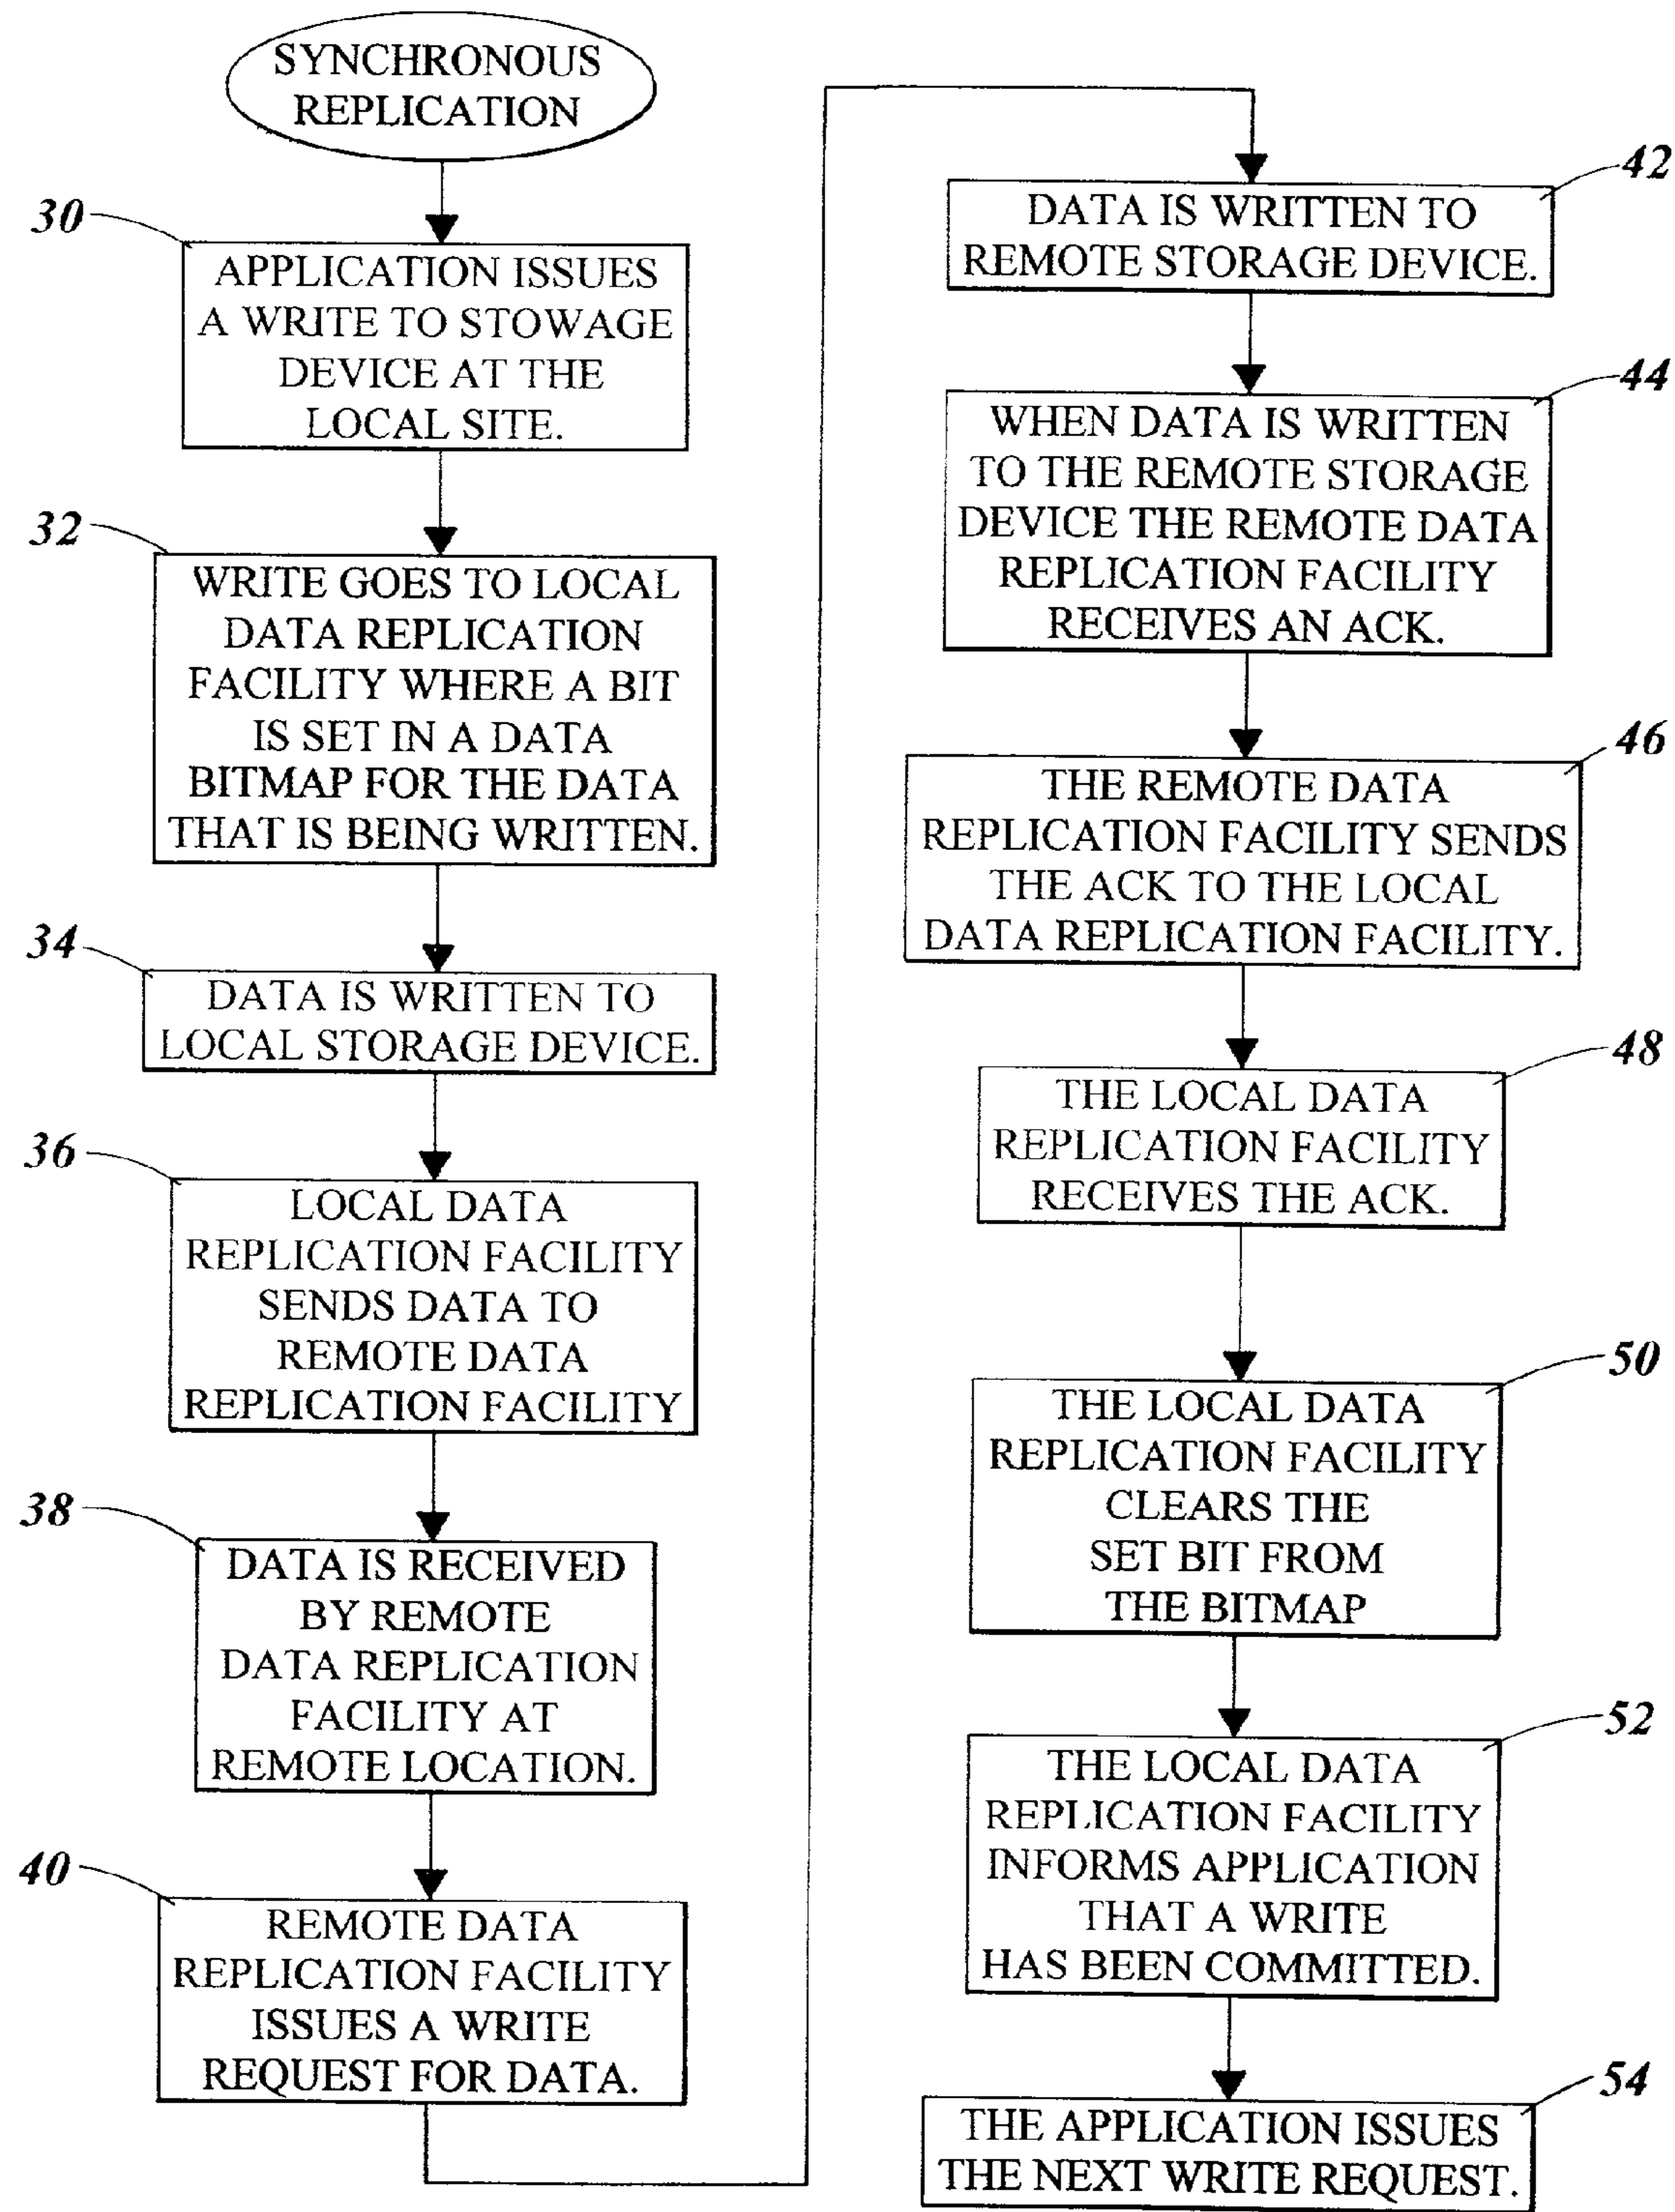 SYNCHRONOUS
REPLICATION
30
APPLICATION ISSUES
A WRITE TO STOWAGE
DEVICE AT THE
LOCAL SITE.
32
WRITE GOES TO LOCAL
DATA REPLICATION
FACILITY WHERE A BIT
IS SET IN A DATA
BITMAP FOR THE DATA
THAT IS BEING WRITTEN.
34
DATA IS WRITTEN TO
LOCAL STORAGE DEVICE.
36
LOCAL DATA
REPLICATION FACILITY
SENDS DATA TO
REMOTE DATA
REPLICATION FACILITY
38
DATA IS RECEIVED
BY REMOTE
DATA REPLICATION
FACILITY AT
REMOTE LOCATION.
40
REMOTE DATA
REPLICATION FACILITY
ISSUES A WRITE
REQUEST FOR DATA.
42
DATA IS WRITTEN TO
REMOTE STORAGE DEVICE.
44
WHEN DATA IS WRITTEN
TO THE REMOTE STORAGE
DEVICE THE REMOTE DATA
REPLICATION FACILITY
RECEIVES AN ACK.
46
THE REMOTE DATA
REPLICATION FACILITY SENDS
THE ACK TO THE LOCAL
DATA REPLICATION FACILITY.
48
THE LOCAL DATA
REPLICATION FACILITY
RECEIVES THE ACK.
50
THE LOCAL DATA
REPLICATION FACILITY
CLEARS THE
SET BIT FROM
THE BITMAP
52
THE LOCAL DATA
REPLICATION FACILITY
INFORMS APPLICATION
THAT A WRITE
HAS BEEN COMMITTED.
54
THE APPLICATION ISSUES
THE NEXT WRITE REQUEST.